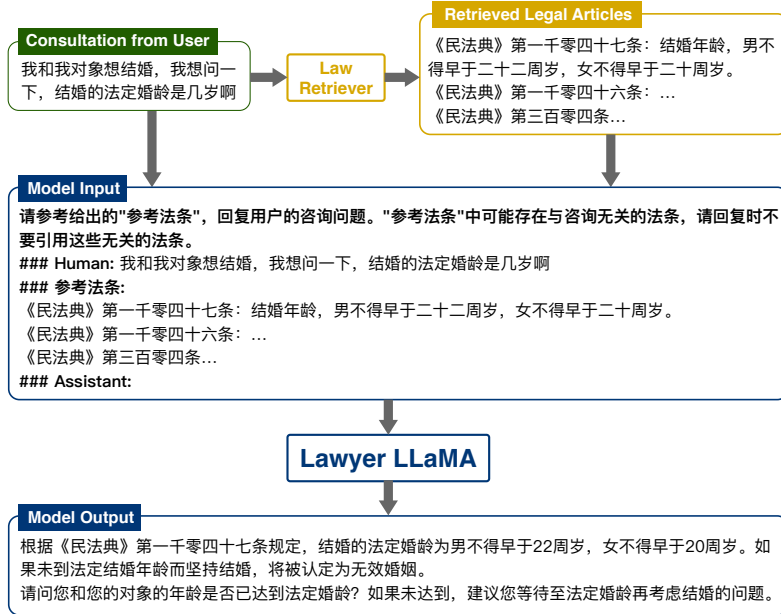 Consultation from User
我和我对象想结婚，我想问一
下，结婚的法定婚龄是几岁啊
Law
Retriever
Retrieved Legal Articles
《民法典》第一千零四十七条：结婚年龄，男不
得早于二十二周岁，女不得早于二十周岁。
《民法典》第一千零四十六条：...
《民法典》第三百零四条...
Model Input
请参考给出的"参考法条"，回复用户的咨询问题。"参考法条"中可能存在与咨询无关的法条，请回复时不
要引用这些无关的法条。
### Human: 我和我对象想结婚，我想问一下，结婚的法定婚龄是几岁啊
### 参考法条:
《民法典》第一千零四十七条：结婚年龄，男不得早于二十二周岁，女不得早于二十周岁。
《民法典》第一千零四十六条：...
《民法典》第三百零四条...
### Assistant:
Lawyer LLaMA
Model Output
根据《民法典》第一千零四十七条规定，结婚的法定婚龄为男不得早于22周岁，女不得早于20周岁。如
果未到法定结婚年龄而坚持结婚，将被认定为无效婚姻。
请问您和您的对象的年龄是否已达到法定婚龄？如果未达到，建议您等待至法定婚龄再考虑结婚的问题。